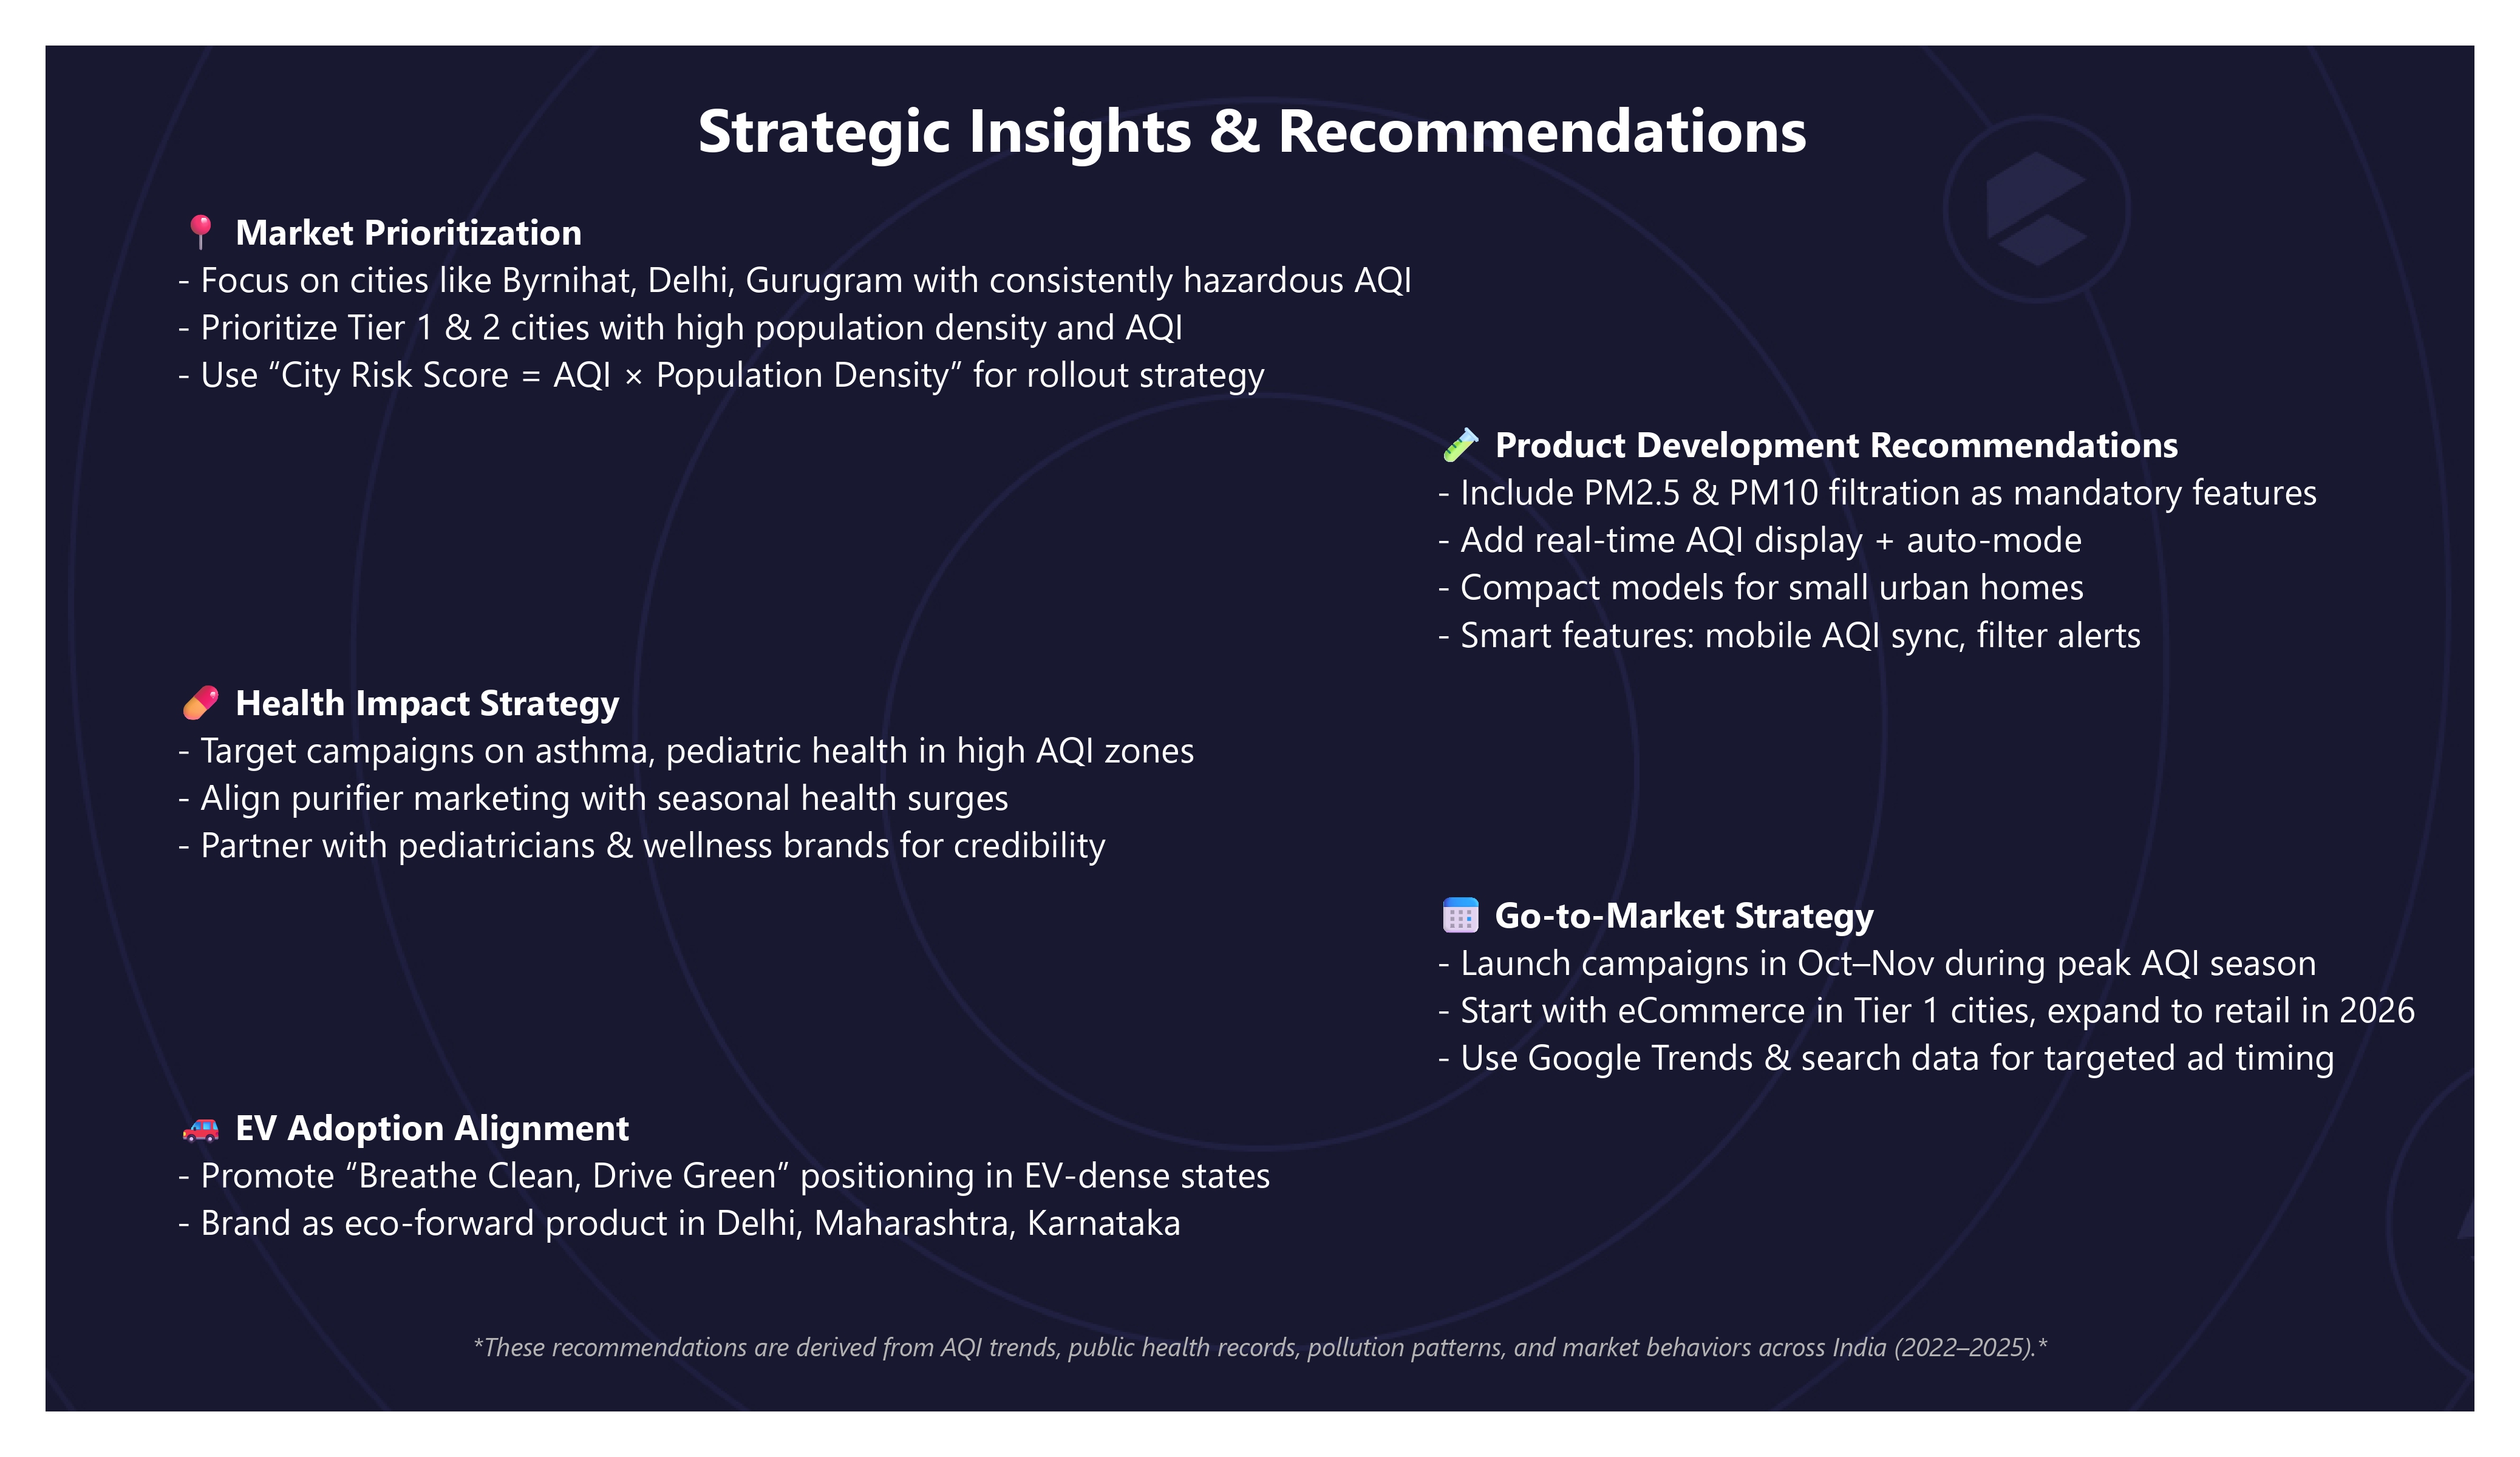 Strategic Insights & Recommendations
📍 Market Prioritization
- Focus on cities like Byrnihat, Delhi, Gurugram with consistently hazardous AQI
- Prioritize Tier 1 & 2 cities with high population density and AQI
- Use “City Risk Score = AQI × Population Density” for rollout strategy
🧪 Product Development Recommendations
- Include PM2.5 & PM10 filtration as mandatory features
- Add real-time AQI display + auto-mode
- Compact models for small urban homes
- Smart features: mobile AQI sync, filter alerts
💊 Health Impact Strategy
- Target campaigns on asthma, pediatric health in high AQI zones
- Align purifier marketing with seasonal health surges
- Partner with pediatricians & wellness brands for credibility
📅 Go-to-Market Strategy
- Launch campaigns in Oct–Nov during peak AQI season
- Start with eCommerce in Tier 1 cities, expand to retail in 2026
- Use Google Trends & search data for targeted ad timing
🚗 EV Adoption Alignment
- Promote “Breathe Clean, Drive Green” positioning in EV-dense states
- Brand as eco-forward product in Delhi, Maharashtra, Karnataka
*These recommendations are derived from AQI trends, public health records, pollution patterns, and market behaviors across India (2022–2025).*